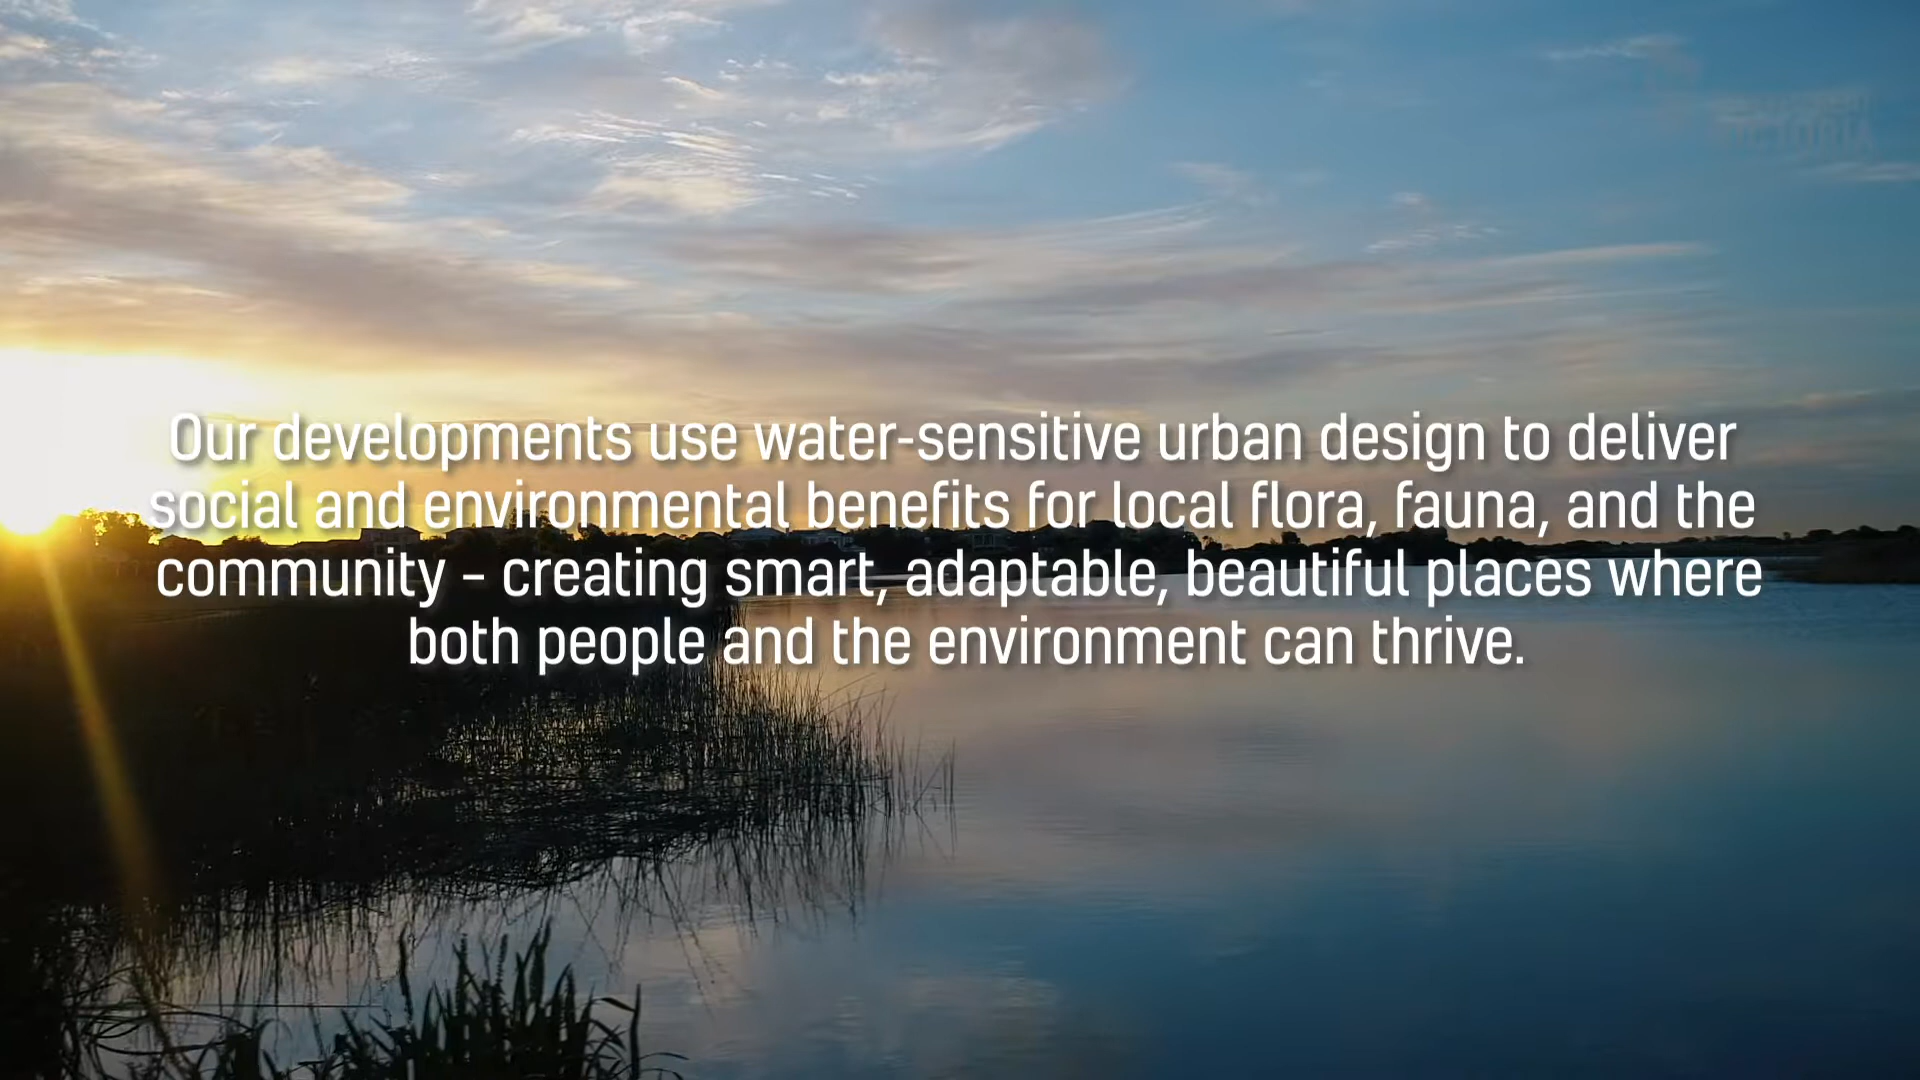 Our developments use water-sensitive urban design to deliver
social and environmental benefits for local flora, fauna, and the
community – creating smart, adaptable, beautiful places where
both people and the environment can thrive.
VICTORIA